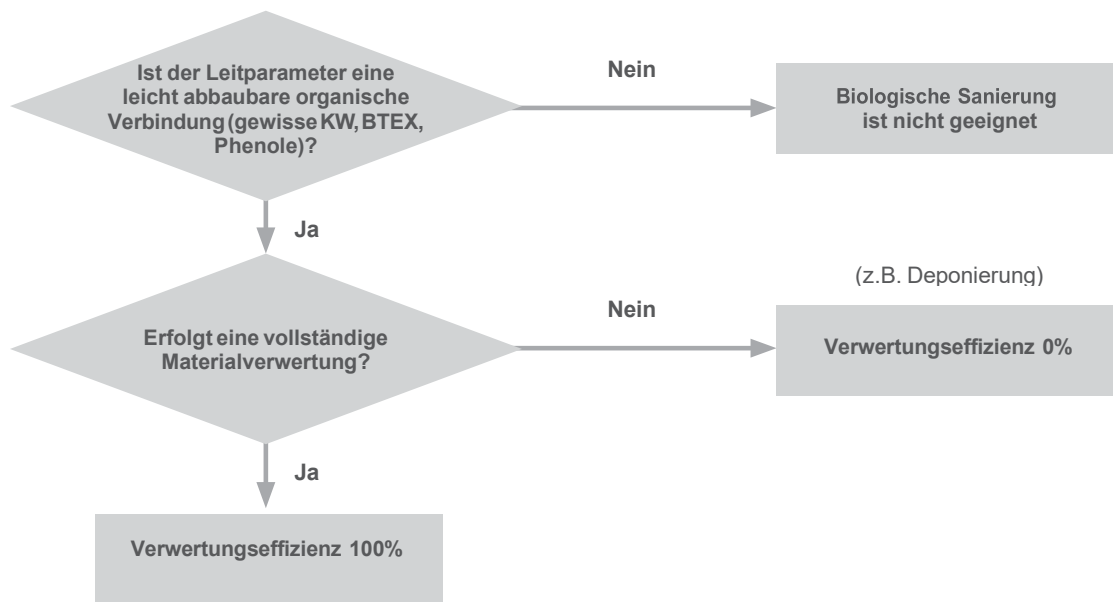 Ist der Leitparameter eine
leicht abbaubare organische
Verbindung (gewisse KW, BTEX,
Phenole)?
Nein
Biologische Sanierung
ist nicht geeignet
Ja
(z.B. Deponierung)
Erfolgt eine vollständige
Materialverwertung?
Nein
Verwertungseffizienz 0%
Ja
Verwertungseffizienz 100%